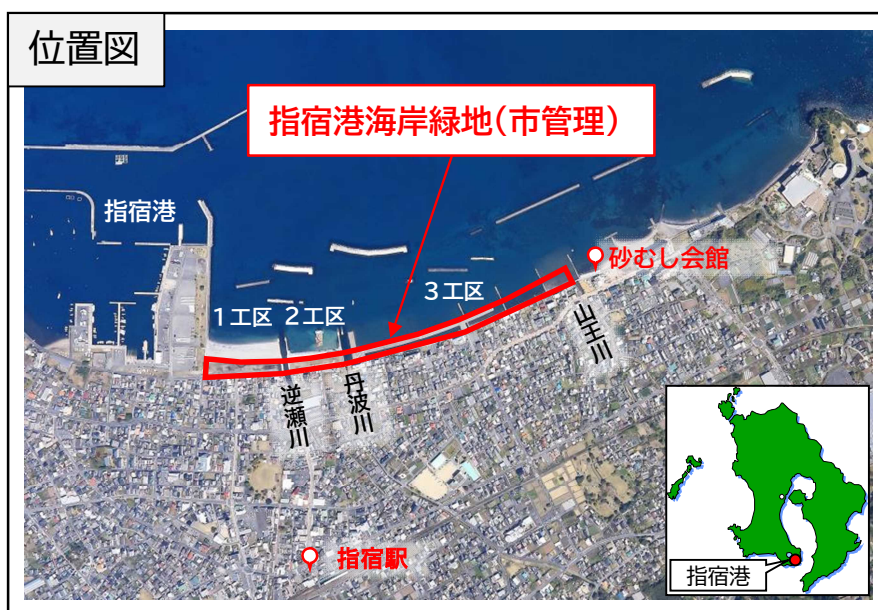 位置図
指宿港海岸緑地(市管理)
指宿港
砂むし会館
1工区
2工区
3工区
逆瀬川
丹波川
山王川
指宿駅
指宿港